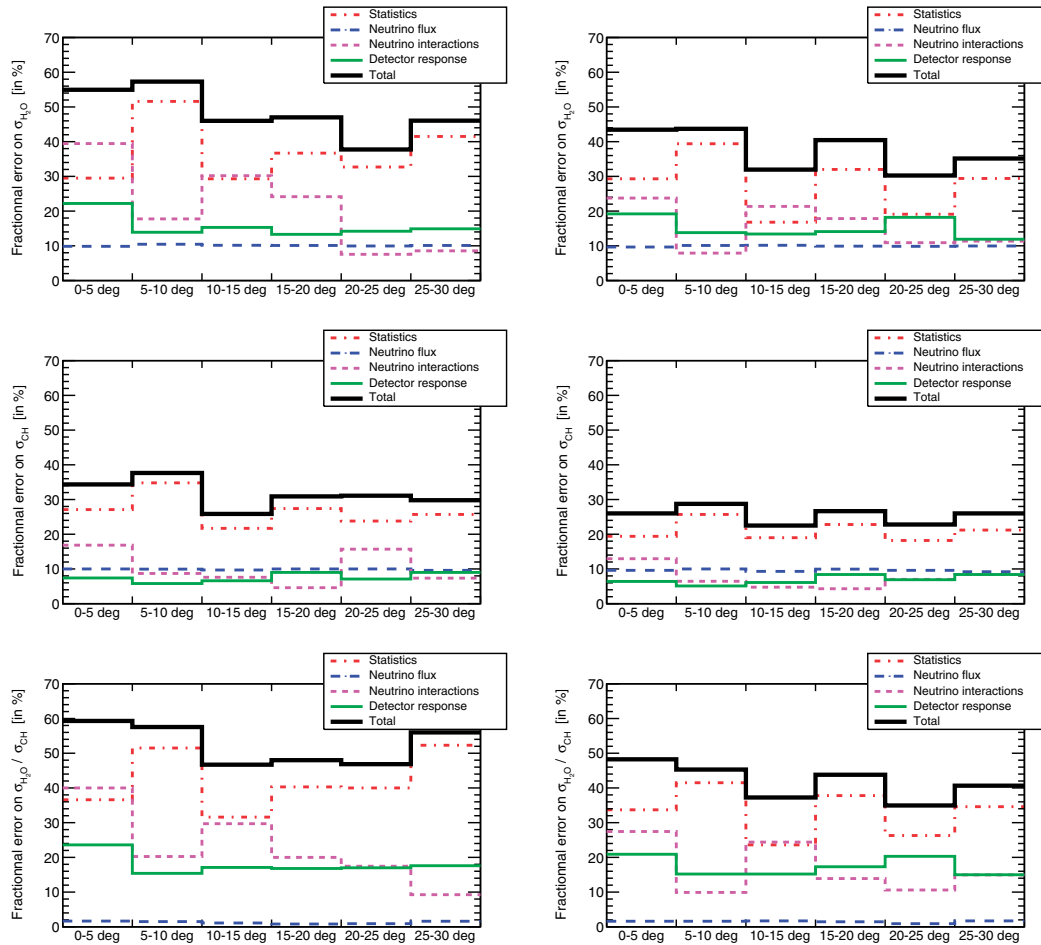 Statistics
Neutrino flux
Neutrino interactions
Detector response
Total
Fractionnal error on σH₂O [in %]
70
60
50
40
30
20
10
0
0-5 deg 5-10 deg 10-15 deg 15-20 deg 20-25 deg 25-30 deg
Statistics
Neutrino flux
Neutrino interactions
Detector response
Total
Fractionnal error on σH₂O [in %]
70
60
50
40
30
20
10
0
0-5 deg 5-10 deg 10-15 deg 15-20 deg 20-25 deg 25-30 deg
Statistics
Neutrino flux
Neutrino interactions
Detector response
Total
Fractionnal error on σCH [in %]
70
60
50
40
30
20
10
0
0-5 deg 5-10 deg 10-15 deg 15-20 deg 20-25 deg 25-30 deg
Statistics
Neutrino flux
Neutrino interactions
Detector response
Total
Fractionnal error on σCH [in %]
70
60
50
40
30
20
10
0
0-5 deg 5-10 deg 10-15 deg 15-20 deg 20-25 deg 25-30 deg
Statistics
Neutrino flux
Neutrino interactions
Detector response
Total
Fractionnal error on σH₂O / σCH [in %]
70
60
50
40
30
20
10
0
0-5 deg 5-10 deg 10-15 deg 15-20 deg 20-25 deg 25-30 deg
Statistics
Neutrino flux
Neutrino interactions
Detector response
Total
Fractionnal error on σH₂O / σCH [in %]
70
60
50
40
30
20
10
0
0-5 deg 5-10 deg 10-15 deg 15-20 deg 20-25 deg 25-30 deg